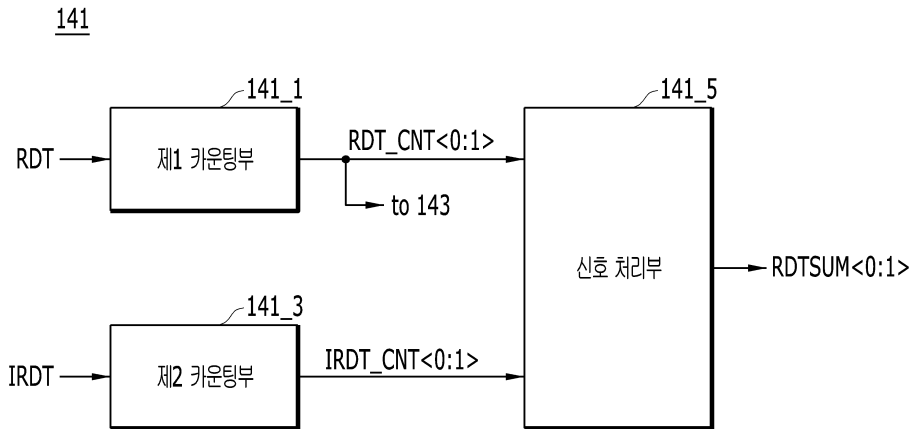 141
141_1
RDT
제1 카운팅부
RDT_CNT<0:1>
to 143
141_5
신호 처리부
RDTSUM<0:1>
141_3
IRDT
제2 카운팅부
IRDT_CNT<0:1>